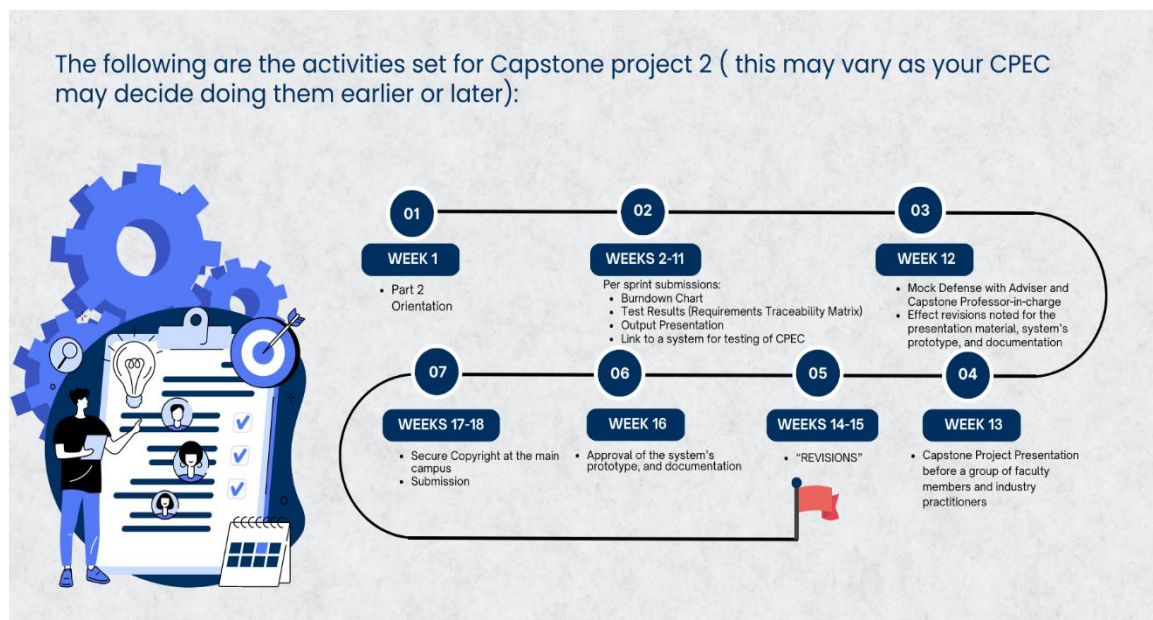 The following are the activities set for Capstone project 2 ( this may vary as your CPEC
may decide doing them earlier or later):
01
WEEK 1
• Part 2
Orientation
02
WEEKS 2-11
Per sprint submissions:
• Burndown Chart
• Test Results (Requirements Traceability Matrix)
• Output Presentation
• Link to a system for testing of CPEC
03
WEEK 12
• Mock Defense with Adviser and
Capstone Professor-in-charge
• Effect revisions noted for the
presentation material, system's
prototype, and documentation
04
WEEK 13
• Capstone Project Presentation
before a group of faculty
members and industry
practitioners
05
WEEKS 14-15
• “REVISIONS”
06
WEEK 16
• Approval of the system's
prototype, and documentation
07
WEEKS 17-18
• Secure Copyright at the main
campus
• Submission